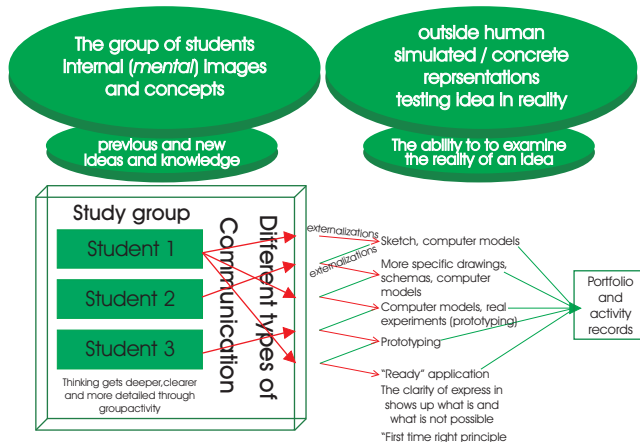 The group of students
internal (mental) images
and concepts
previous and new
ideas and knowledge
outside human
simulated / concrete
reprsentations
testing idea in reality
The ability to to examine
the reality of an idea
Study group
Student 1
Student 2
Student 3
Thinking gets deeper,clearer
and more detailed through
groupactivity
Different types of
Communication
externalizations
externalizations
Sketch, computer models
More specific drawings,
schemas, computer
models
Computer models, real
experiments (prototyping)
Prototyping
“Ready” application
The clarity of express in
shows up what is and
what is not possible
“First time right principle
Portfolio
and
activity
records